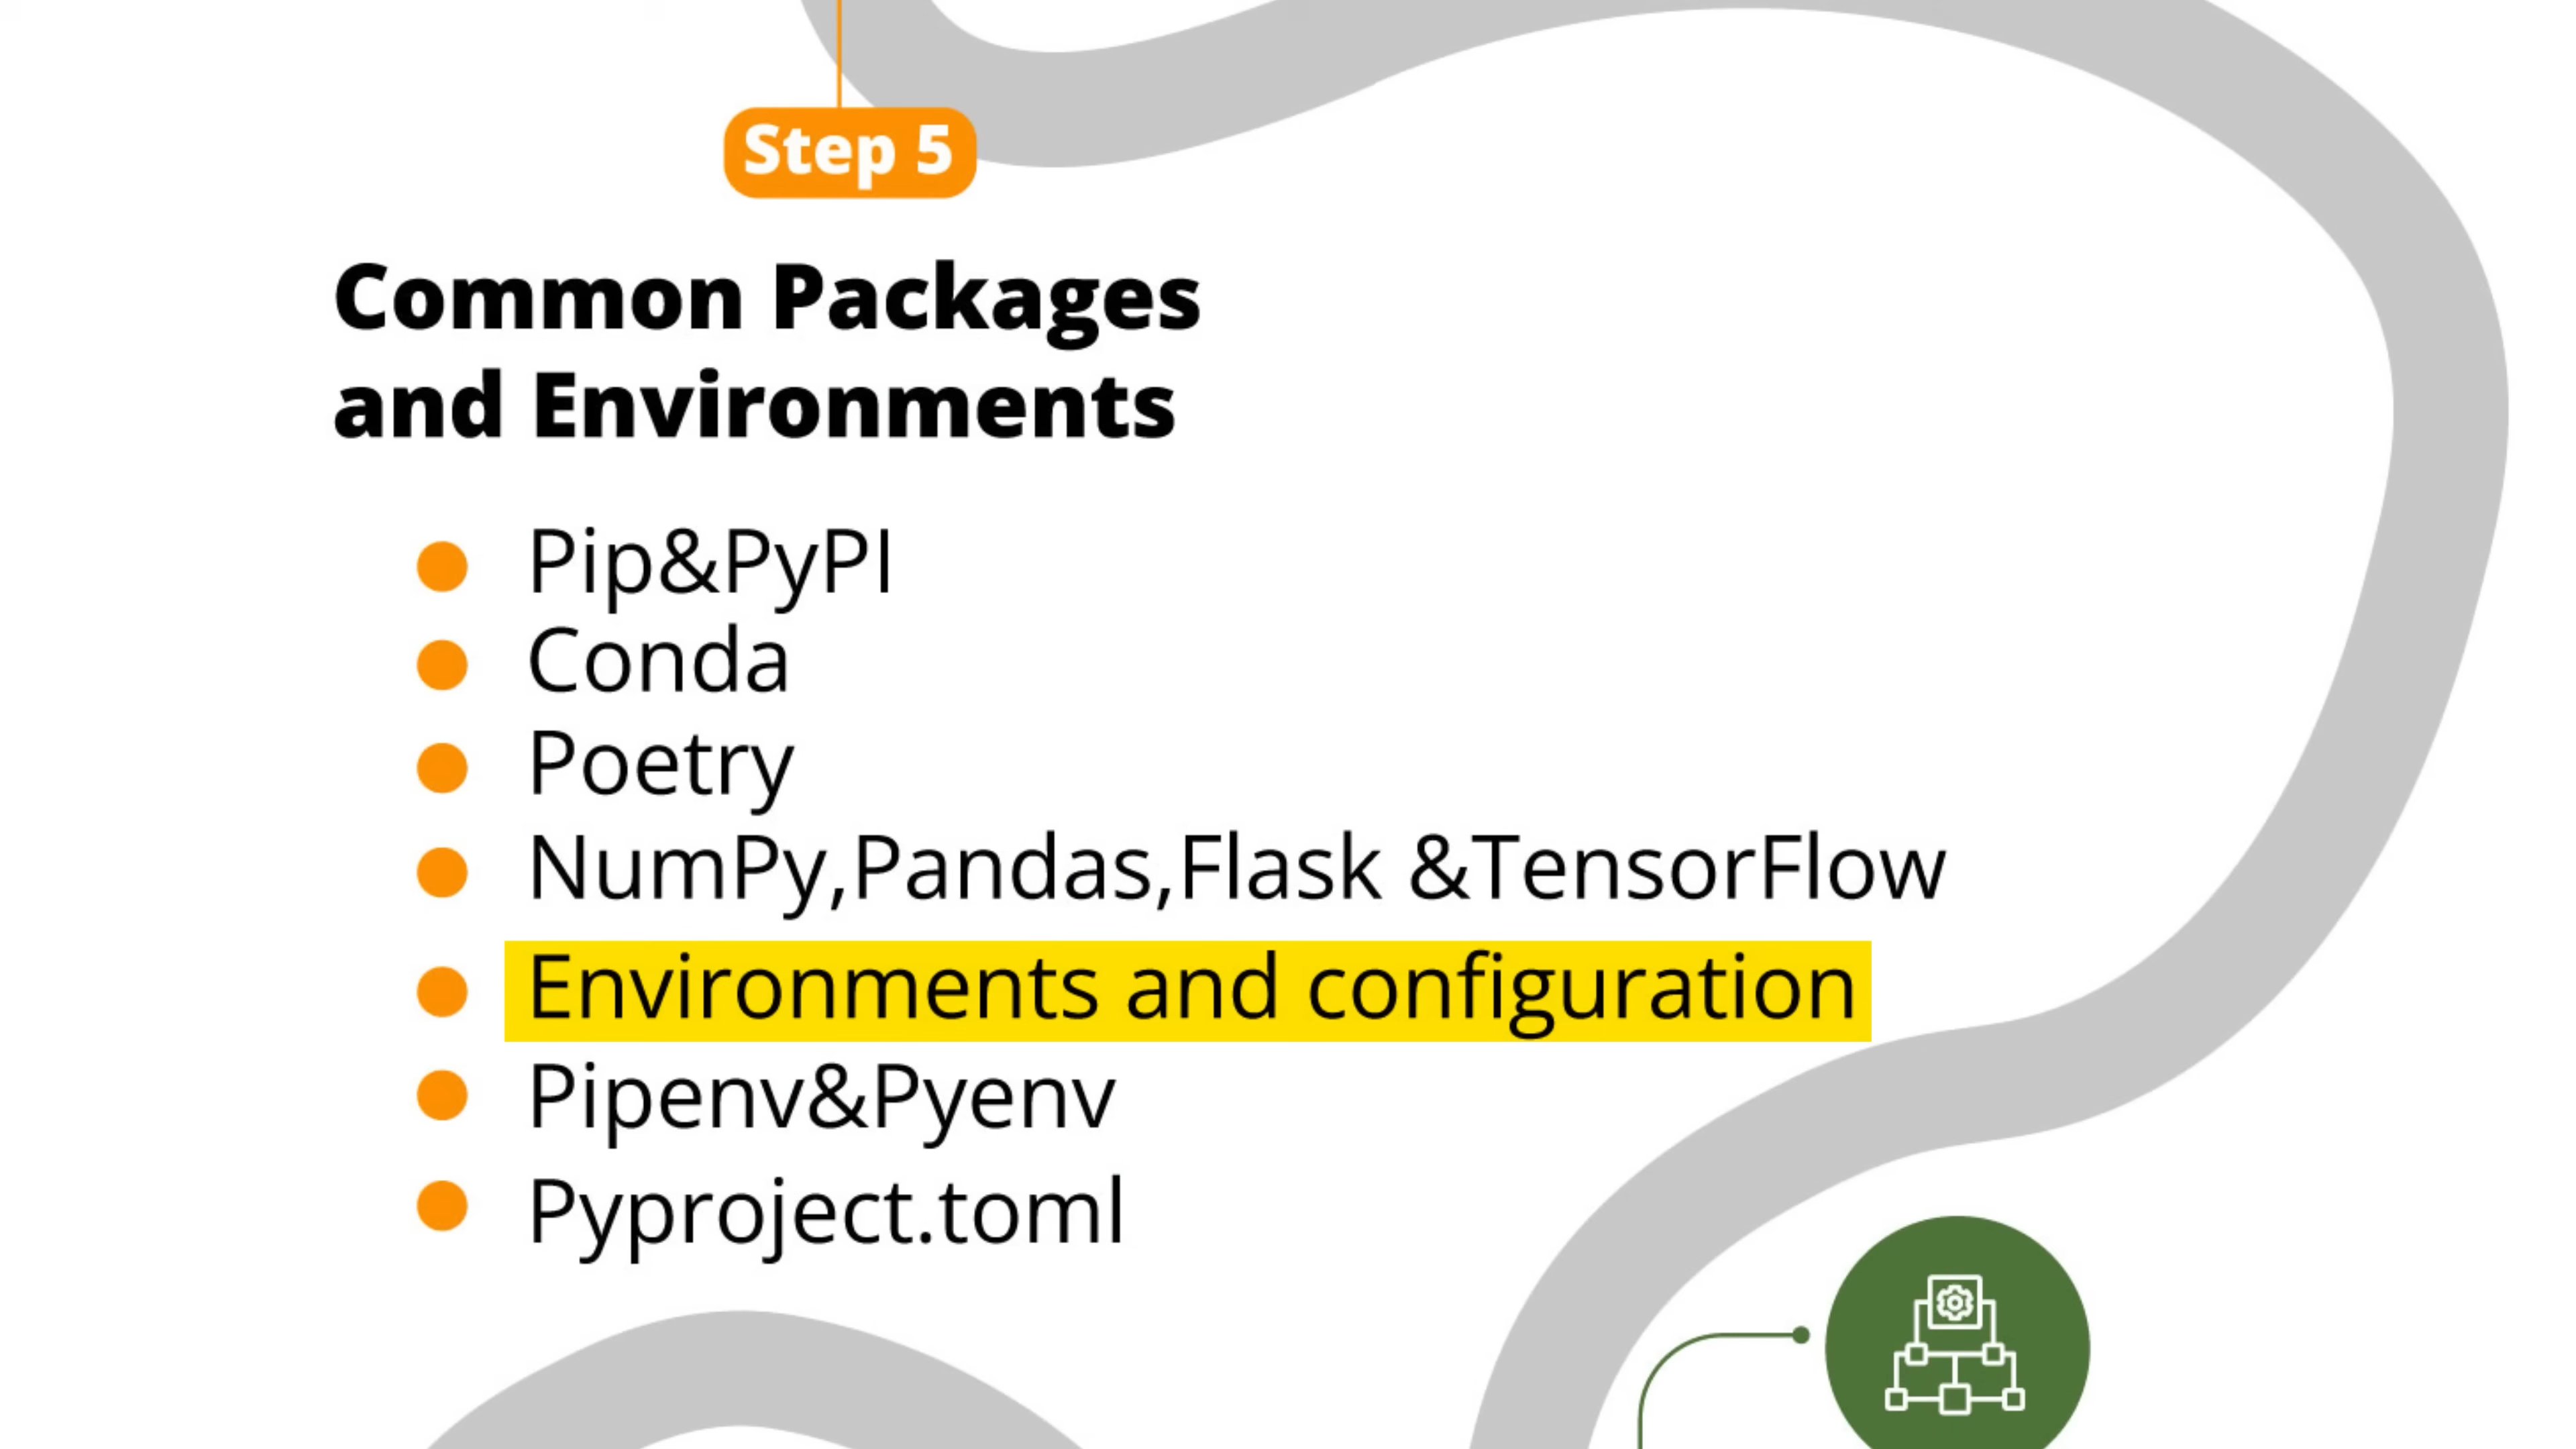 Step 5
Common Packages
and Environments
Pip&PyPI
Conda
Poetry
NumPy,Pandas,Flask &TensorFlow
Environments and configuration
Pipenv&Pyenv
Pyproject.toml